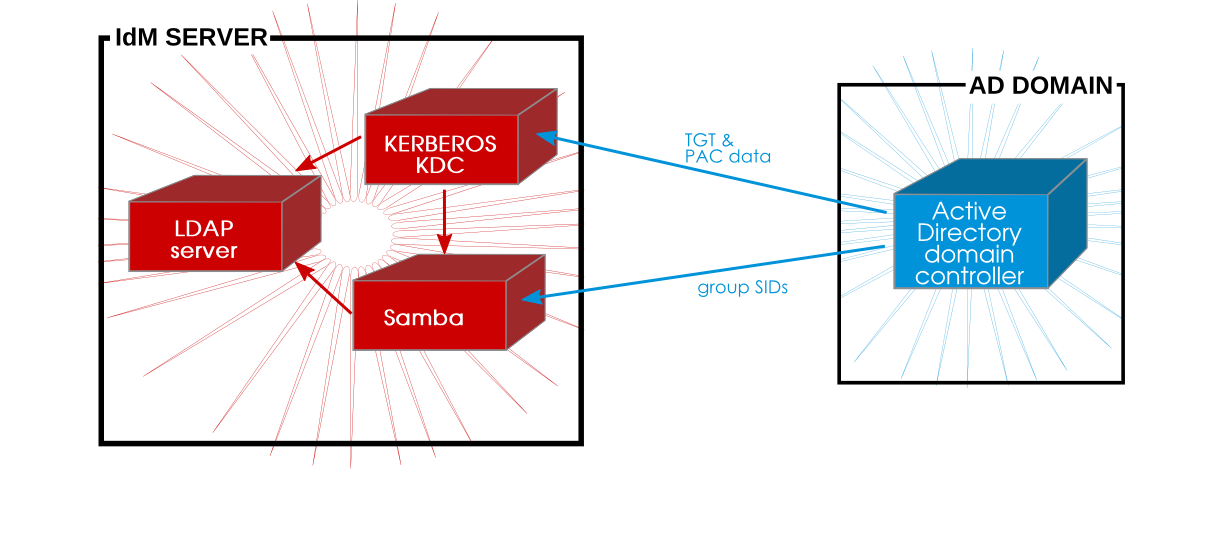 IdM SERVER
AD DOMAIN
KERBEROS
KDC
TGT &
PAC data
LDAP
server
Active
Directory
domain
controller
group SIDs
Samba